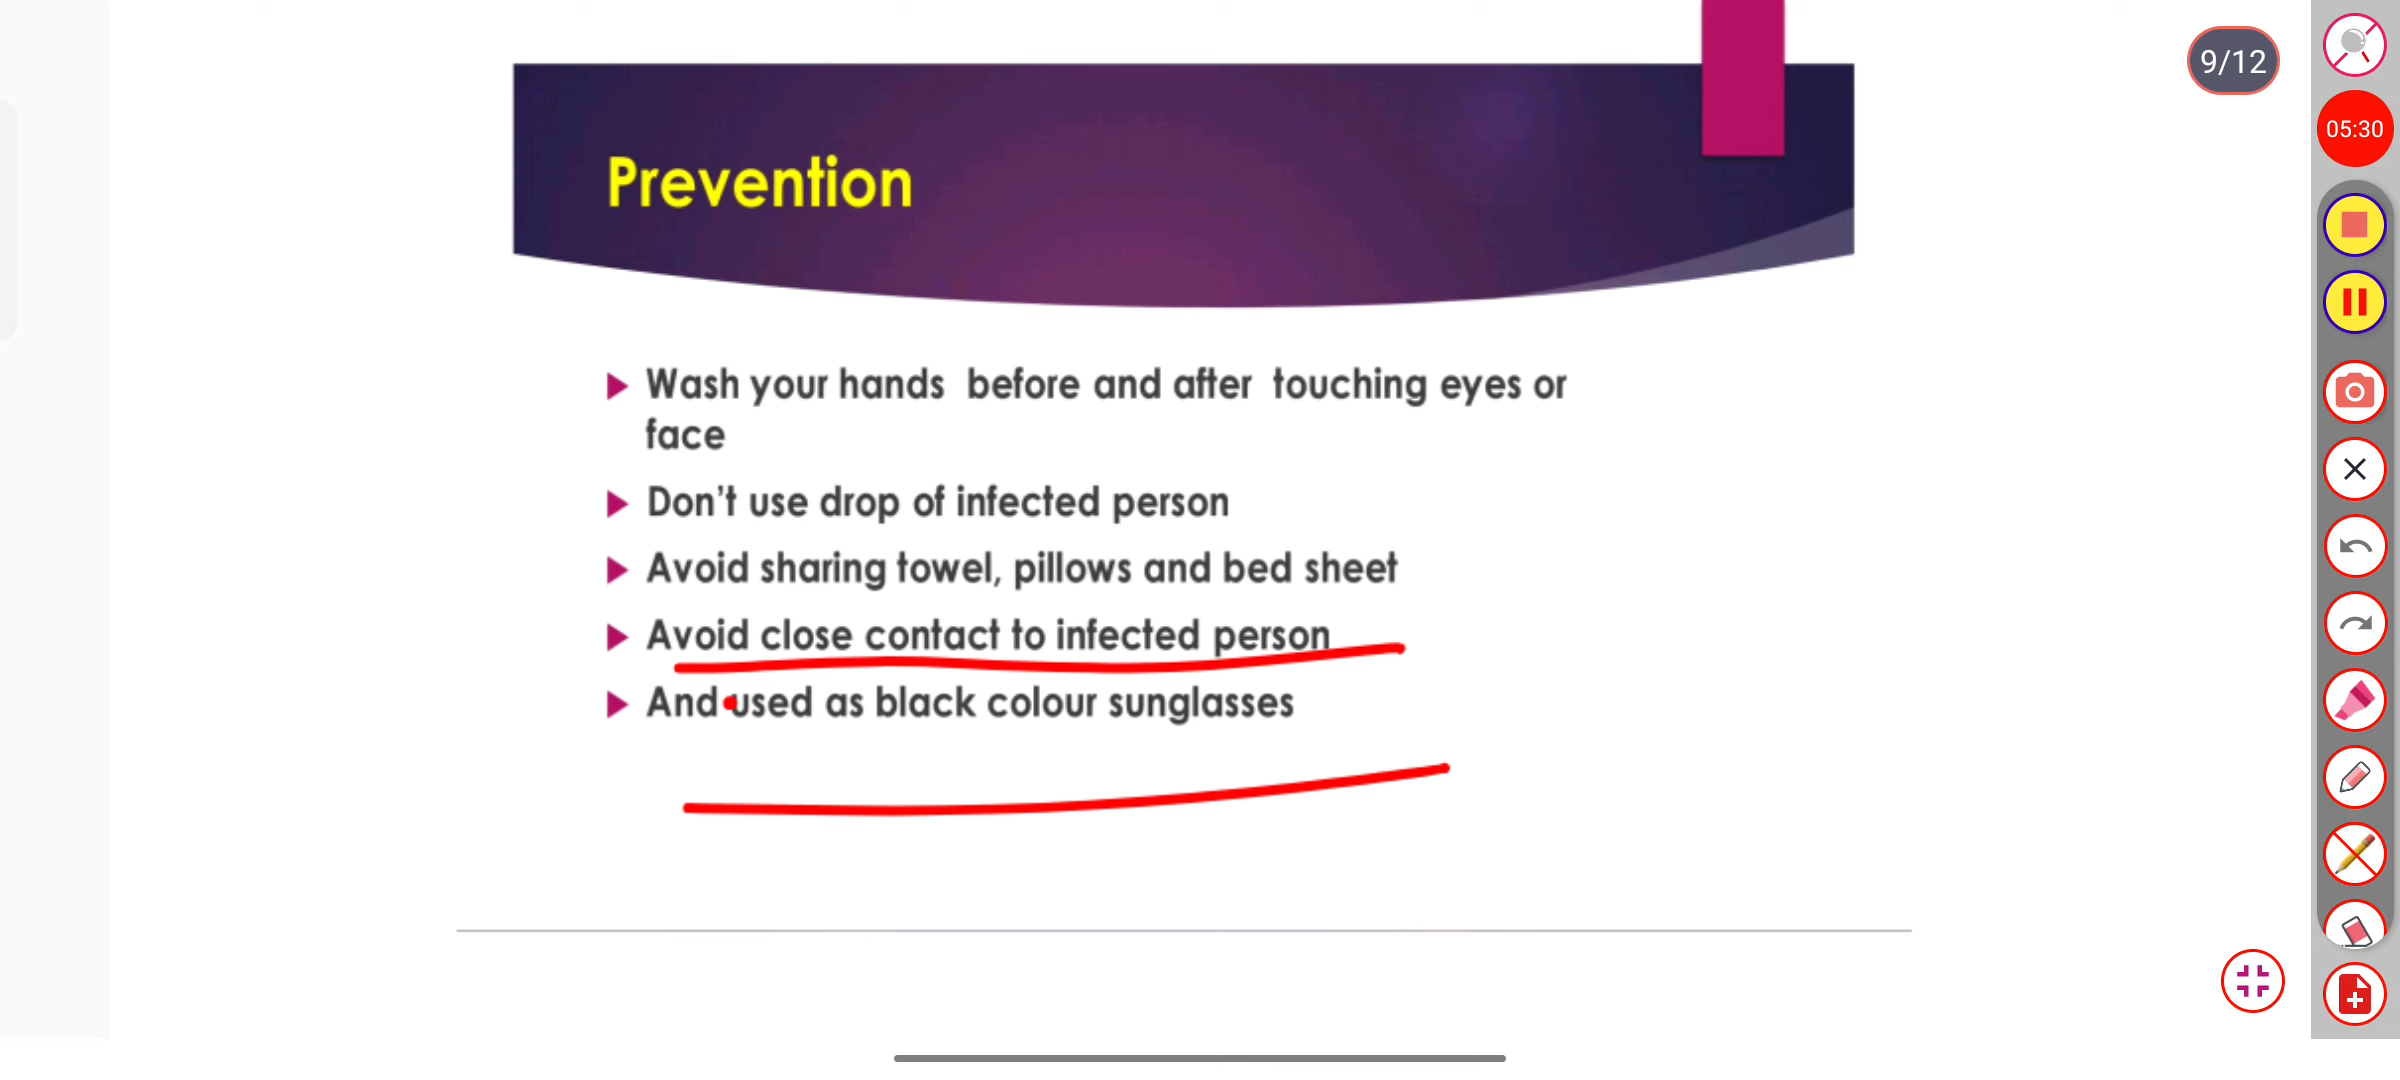 9/12
05:30
Prevention
Wash your hands before and after touching eyes or
face
Don't use drop of infected person
Avoid sharing towel, pillows and bed sheet
Avoid close contact to infected person
And used as black colour sunglasses